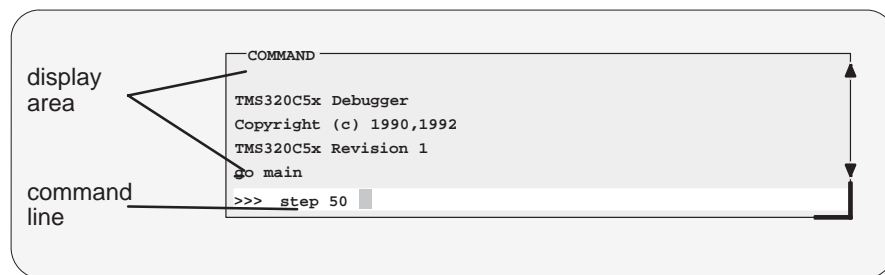 COMMAND
display
area
TMS320C5x Debugger
Copyright (c) 1990,1992
TMS320C5x Revision 1
go main
command
line
>>> step 50